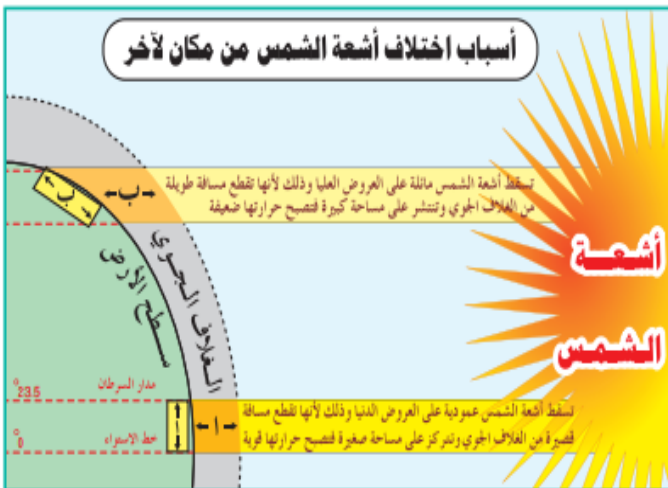 أسباب اختلاف أشعة الشمس من مكان لآخر
تسقط أشعة الشمس مائلة على العروض العليا وذلك لأنها تقطع مسافة طويلة
من الغلاف الجوي وتنتشر على مساحة كبيرة فتصبح حرارتها ضعيفة
ب
ب
أشعـــة
الشمس
الغلاف الجوي
سطح الأرض
مدار السرطان
23.5°
تسقط أشعة الشمس عمودية على العروض الدنيا وذلك لأنها تقطع مسافة
قصيرة من الغلاف الجوي وتتركز على مساحة صغيرة فتصبح حرارتها قوية
أ
أ
خط الاستواء
0°